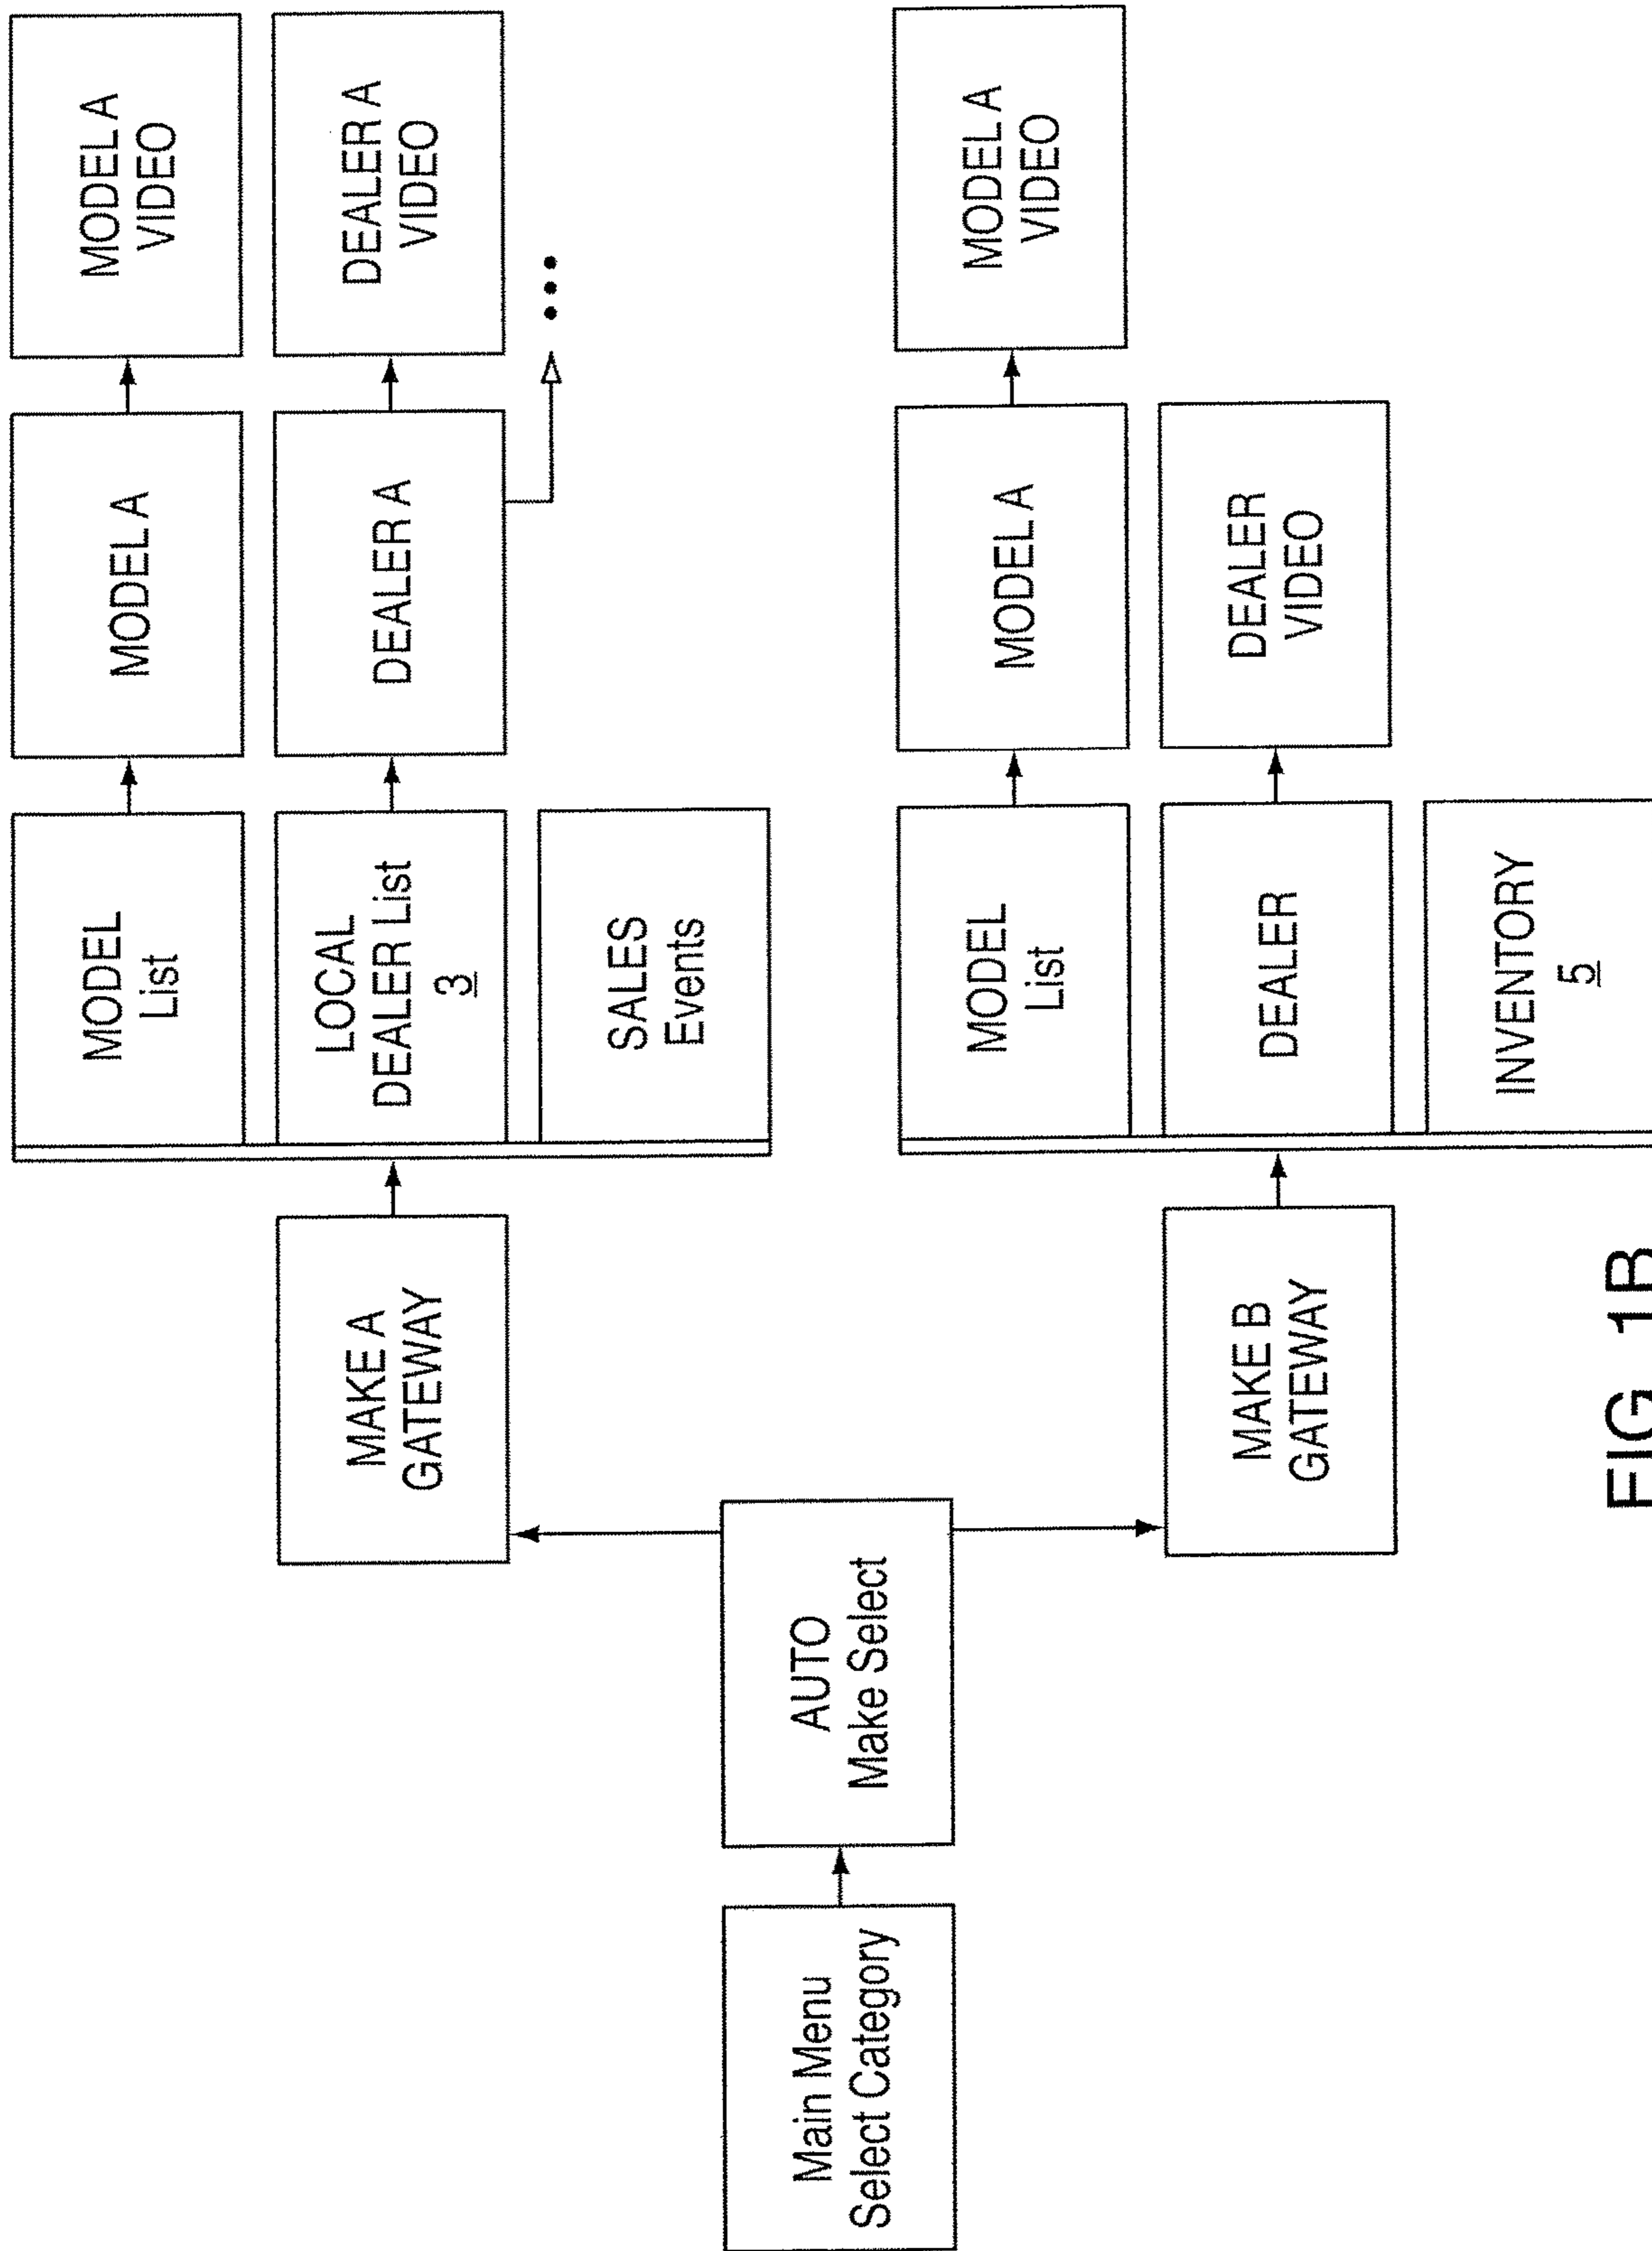 MODEL
List
MODEL A
MODEL A
VIDEO
LOCAL
DEALER List
3
DEALER A
DEALER A
VIDEO
SALES
Events
MAKE A
GATEWAY
Main Menu
Select Category
AUTO
Make Select
MAKE B
GATEWAY
MODEL
List
MODEL A
MODEL A
VIDEO
DEALER
DEALER
VIDEO
INVENTORY
5
FIG. 1B